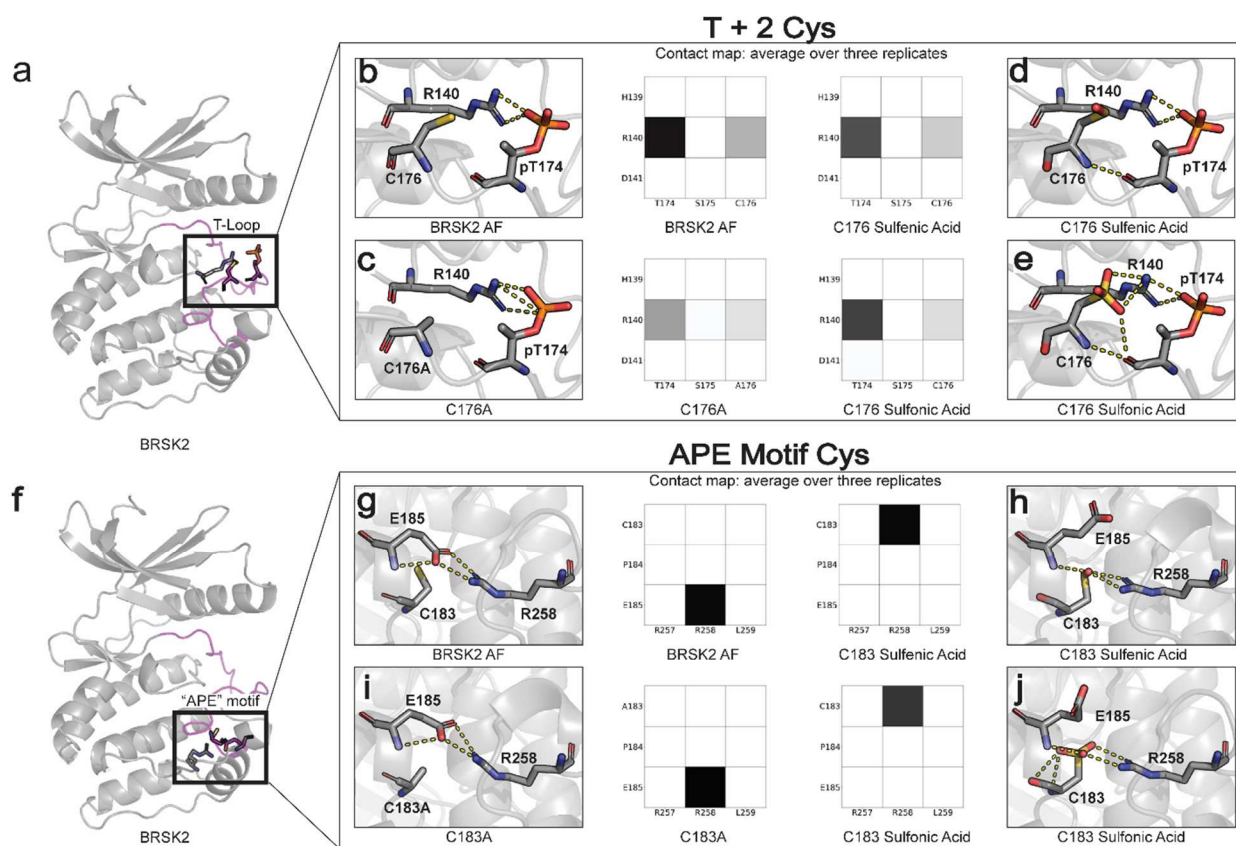 T + 2 Cys
Contact map: average over three replicates
a
T-Loop
BRSK2
b
R140
C176
pT174
BRSK2 AF
H139
R140
D141
T174 S175 C176
BRSK2 AF
T174 S175 C176
C176 Sulfenic Acid
d
R140
C176
pT174
C176 Sulfenic Acid
c
R140
C176A
pT174
C176A
H139
R140
D141
T174 S175 A176
C176A
H139
R140
D141
T174 S175 C176
C176 Sulfonic Acid
e
R140
C176
pT174
C176 Sulfonic Acid
APE Motif Cys
Contact map: average over three replicates
f
"APE" motif
BRSK2
g
E185
C183
R258
BRSK2 AF
C183
P184
E185
R257 R258 L259
BRSK2 AF
C183
P184
E185
R257 R258 L259
C183 Sulfenic Acid
h
E185
C183
R258
C183 Sulfenic Acid
i
E185
C183A
R258
C183A
A183
P184
E185
R257 R258 L259
C183A
C183
P184
E185
R257 R258 L259
C183 Sulfonic Acid
j
E185
C183
R258
C183 Sulfonic Acid